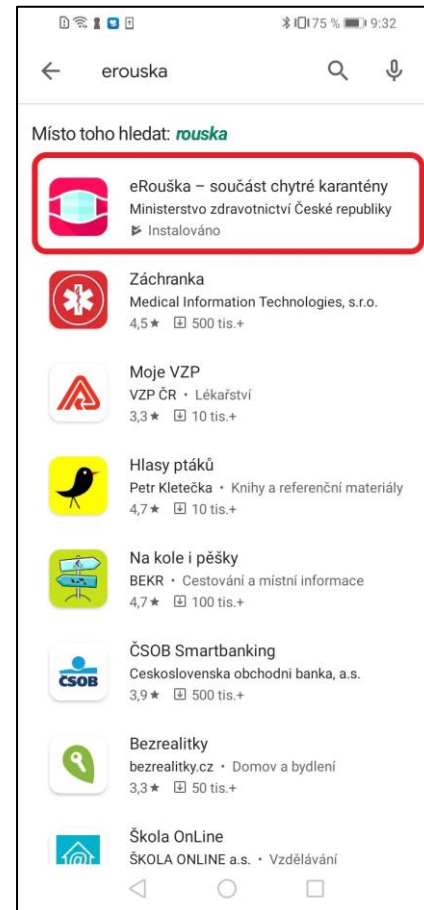 75 % 9:32
erouska
Místo toho hledat: rouska
eRouška – součást chytré karantény
Ministerstvo zdravotnictví České republiky
Instalováno
Záchranka
Medical Information Technologies, s.r.o.
4,5★ 500 tis.+
Moje VZP
VZP ČR • Lékařství
3,3★ 10 tis.+
Hlasy ptáků
Petr Kletečka • Knihy a referenční materiály
4,7★ 10 tis.+
Na kole i pěšky
BEKR • Cestování a místní informace
4,7★ 100 tis.+
ČSOB Smartbanking
ČSOB
Ceskoslovenska obchodni banka, a.s.
3,9★ 500 tis.+
Bezrealitky
bezrealitky.cz • Domov a bydlení
3,3★ 50 tis.+
Škola OnLine
ŠKOLA ONLINE a.s. • Vzdělávání